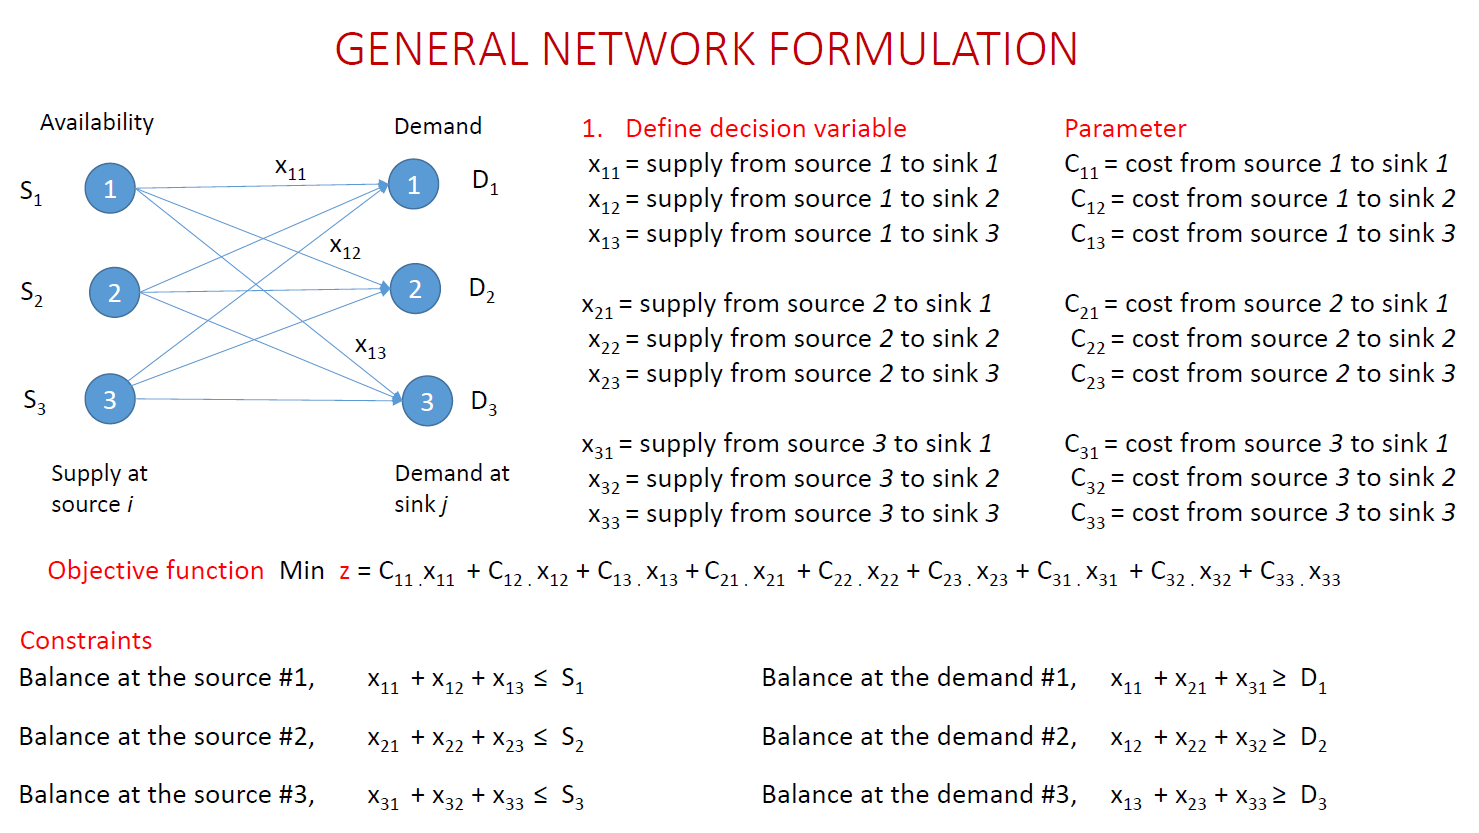 GENERAL NETWORK FORMULATION
Availability
Demand
S₁
1
x₁₁
1
D₁
x₁₂
S₂
2
2
D₂
x₁₃
S₃
3
3
D₃
Supply at
source i
Demand at
sink j
1. Define decision variable
x₁₁ = supply from source 1 to sink 1
x₁₂ = supply from source 1 to sink 2
x₁₃ = supply from source 1 to sink 3
x₂₁ = supply from source 2 to sink 1
x₂₂ = supply from source 2 to sink 2
x₂₃ = supply from source 2 to sink 3
x₃₁ = supply from source 3 to sink 1
x₃₂ = supply from source 3 to sink 2
x₃₃ = supply from source 3 to sink 3
Parameter
C₁₁ = cost from source 1 to sink 1
C₁₂ = cost from source 1 to sink 2
C₁₃ = cost from source 1 to sink 3
C₂₁ = cost from source 2 to sink 1
C₂₂ = cost from source 2 to sink 2
C₂₃ = cost from source 2 to sink 3
C₃₁ = cost from source 3 to sink 1
C₃₂ = cost from source 3 to sink 2
C₃₃ = cost from source 3 to sink 3
Objective function Min z = C₁₁ . x₁₁ + C₁₂ . x₁₂ + C₁₃ . x₁₃ + C₂₁ . x₂₁ + C₂₂ . x₂₂ + C₂₃ . x₂₃ + C₃₁ . x₃₁ + C₃₂ . x₃₂ + C₃₃ . x₃₃
Constraints
Balance at the source #1, x₁₁ + x₁₂ + x₁₃ ≤ S₁
Balance at the source #2, x₂₁ + x₂₂ + x₂₃ ≤ S₂
Balance at the source #3, x₃₁ + x₃₂ + x₃₃ ≤ S₃
Balance at the demand #1, x₁₁ + x₂₁ + x₃₁ ≥ D₁
Balance at the demand #2, x₁₂ + x₂₂ + x₃₂ ≥ D₂
Balance at the demand #3, x₁₃ + x₂₃ + x₃₃ ≥ D₃